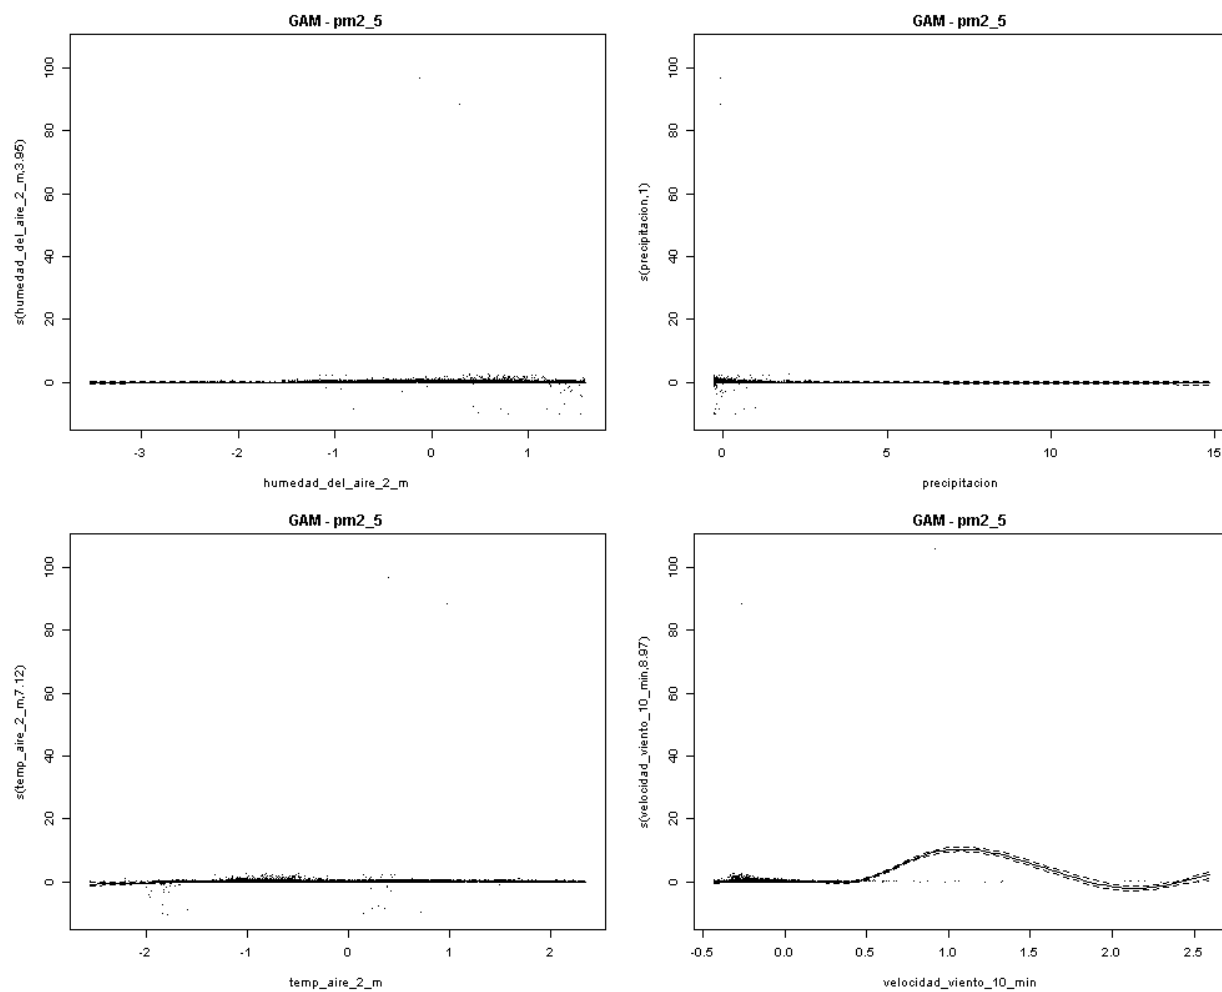 GAM - pm2_5
s(humedad_del_aire_2_m,3.95)
100
80
60
40
20
0
-3 -2 -1 0 1
humedad_del_aire_2_m
GAM - pm2_5
s(precipitacion,1)
100
80
60
40
20
0
0 5 10 15
precipitacion
GAM - pm2_5
s(temp_aire_2_m,7.12)
100
80
60
40
20
0
-2 -1 0 1 2
temp_aire_2_m
GAM - pm2_5
s(velocidad_viento_10_min,8.97)
100
80
60
40
20
0
-0.5 0.0 0.5 1.0 1.5 2.0 2.5
velocidad_viento_10_min